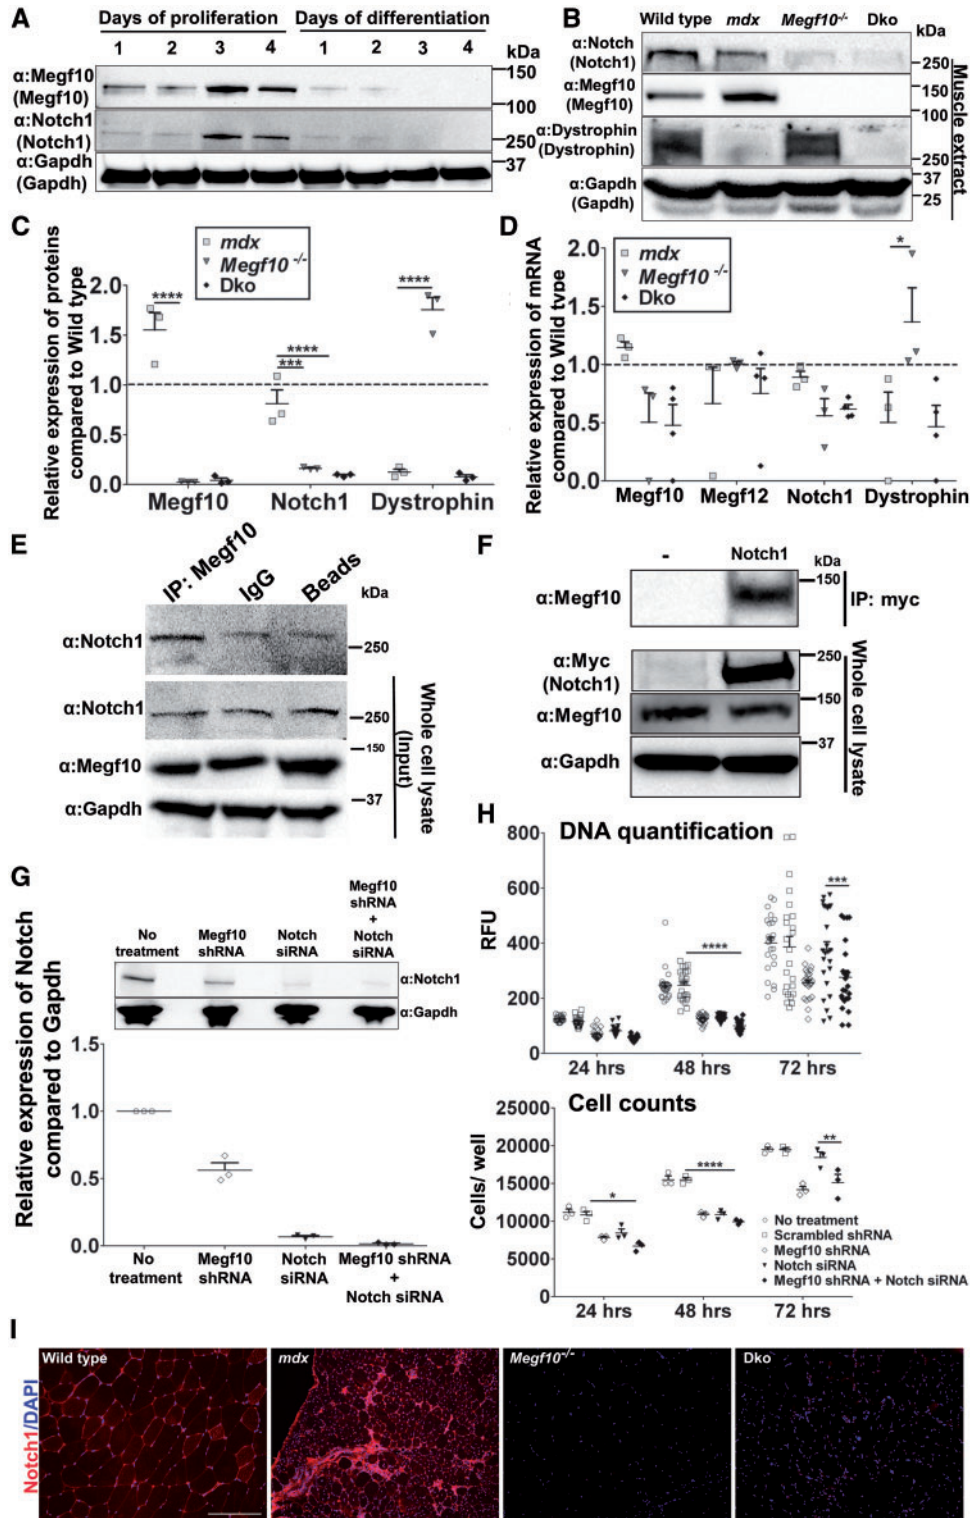 A
Days of proliferation Days of differentiation
1 2 3 4 1 2 3 4
kDa
α:Megf10
(Megf10)
150
100
α:Notch1
(Notch1)
250
α:Gapdh
(Gapdh)
37
B
Wild type mdx Megf10-/- Dko
kDa
α:Notch
(Notch1)
250
α:Megf10
(Megf10)
150
100
α:Dystrophin
(Dystrophin)
250
α:Gapdh
(Gapdh)
37
25
Muscle extract
C
Relative expression of proteins
compared to Wild type
mdx
Megf10 -/-
Dko
2.0
1.5
1.0
0.5
0.0
****
****
***
****
Megf10 Notch1 Dystrophin
D
Relative expression of mRNA
compared to Wild type
mdx
Megf10 -/-
Dko
2.0
1.5
1.0
0.5
0.0
*
Megf10 Megf12 Notch1 Dystrophin
E
IP: Megf10 IgG Beads
kDa
α:Notch1
250
α:Notch1
250
α:Megf10
150
α:Gapdh
37
Whole cell lysate
(Input)
F
- Notch1
kDa
α:Megf10
150
IP: myc
α:Myc
(Notch1)
250
α:Megf10
150
α:Gapdh
37
Whole cell lysate
G
Relative expression of Notch
compared to Gapdh
No
treatment
Megf10
shRNA
Notch
siRNA
Megf10
shRNA
+
Notch
siRNA
α:Notch1
α:Gapdh
1.5
1.0
0.5
0.0
No
treatment
Megf10
shRNA
Notch
siRNA
Megf10 shRNA
+
Notch siRNA
H
DNA quantification
RFU
800
600
400
200
0
****
***
24 hrs 48 hrs 72 hrs
Cell counts
Cells/ well
25000
20000
15000
10000
5000
0
*
****
**
No treatment
Scrambled shRNA
Megf10 shRNA
Notch siRNA
Megf10 shRNA + Notch siRNA
24 hrs 48 hrs 72 hrs
I
Notch1/DAPI
Wild type mdx Megf10-/- Dko